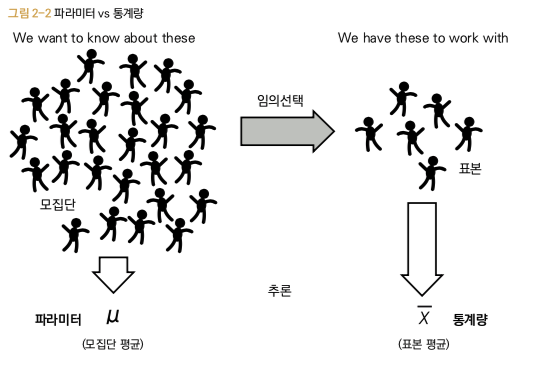 그림 2-2 파라미터 vs 통계량
We want to know about these
We have these to work with
임의선택
표본
모집단
추론
파라미터 μ
x̄ 통계량
(모집단 평균)
(표본 평균)